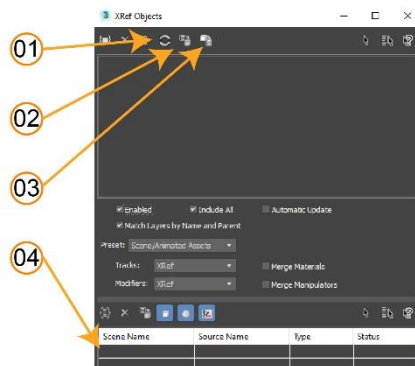 3 XRef Objects
01
02
03
Enabled Include All Automatic Update
Match Layers by Name and Parent
Preset: Scene/Animated Assets
Tracks: XRef Merge Materials
Modifiers: XRef Merge Manipulators
04
Scene Name Source Name Type Status